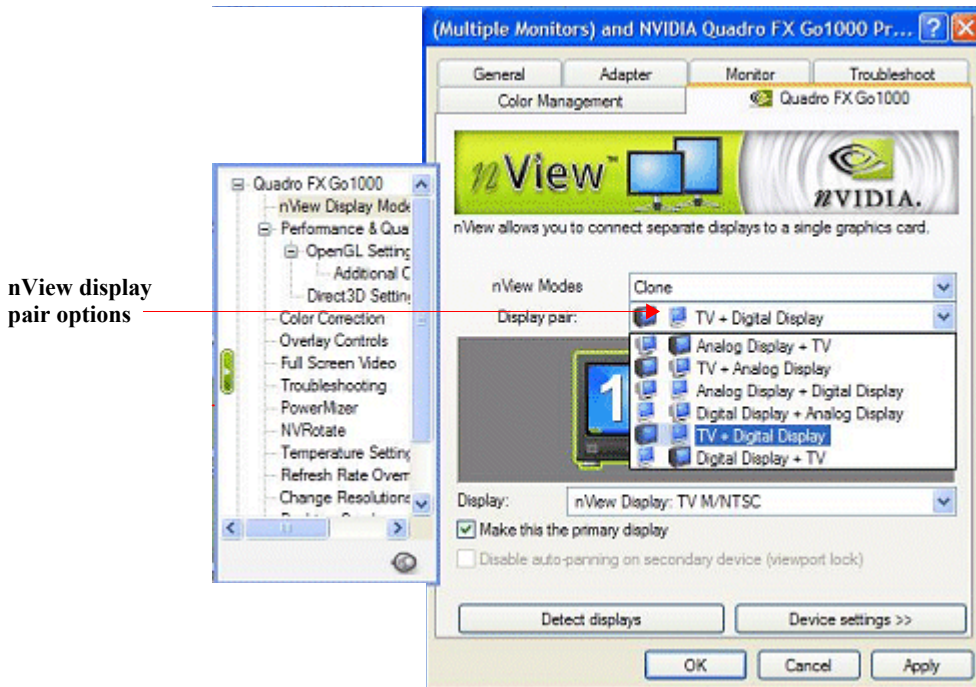 (Multiple Monitors) and NVIDIA Quadro FX Go1000 Pr...
General Adapter Monitor Troubleshoot
Color Management Quadro FX Go1000
nView™
nVIDIA.
nView allows you to connect separate displays to a single graphics card.
Quadro FX Go1000
nView Display Mode
Performance & Qua
OpenGL Setting
Additional C
Direct3D Setting
Color Correction
Overlay Controls
Full Screen Video
Troubleshooting
PowerMizer
NVRotate
Temperature Setting
Refresh Rate Overr
Change Resolutions
nView display
pair options
nView Modes Clone
Display pair: TV + Digital Display
Analog Display + TV
TV + Analog Display
Analog Display + Digital Display
Digital Display + Analog Display
TV + Digital Display
Digital Display + TV
1
Display: nView Display: TV M/NTSC
Make this the primary display
Disable auto-panning on secondary device (viewport lock)
Detect displays Device settings >>
OK Cancel Apply